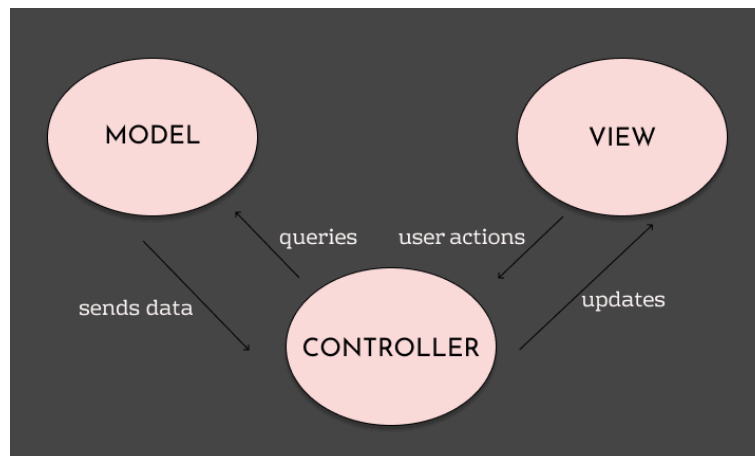 MODEL
VIEW
queries
user actions
sends data
updates
CONTROLLER